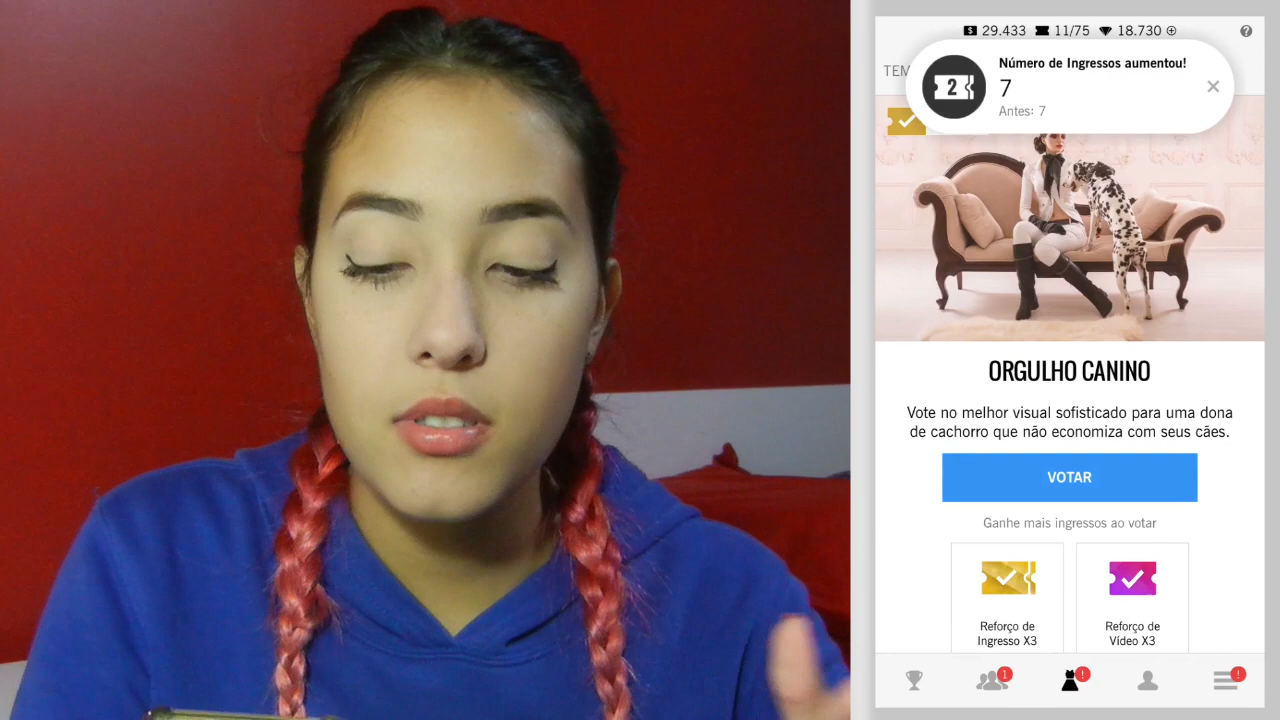 29.433 11/75 18.730
TEM
Número de Ingressos aumentou!
2
7
Antes: 7
ORGULHO CANINO
Vote no melhor visual sofisticado para uma dona
de cachorro que não economiza com seus cães.
VOTAR
Ganhe mais ingressos ao votar
Reforço de
Ingresso X3
Reforço de
Vídeo X3
1
!
!